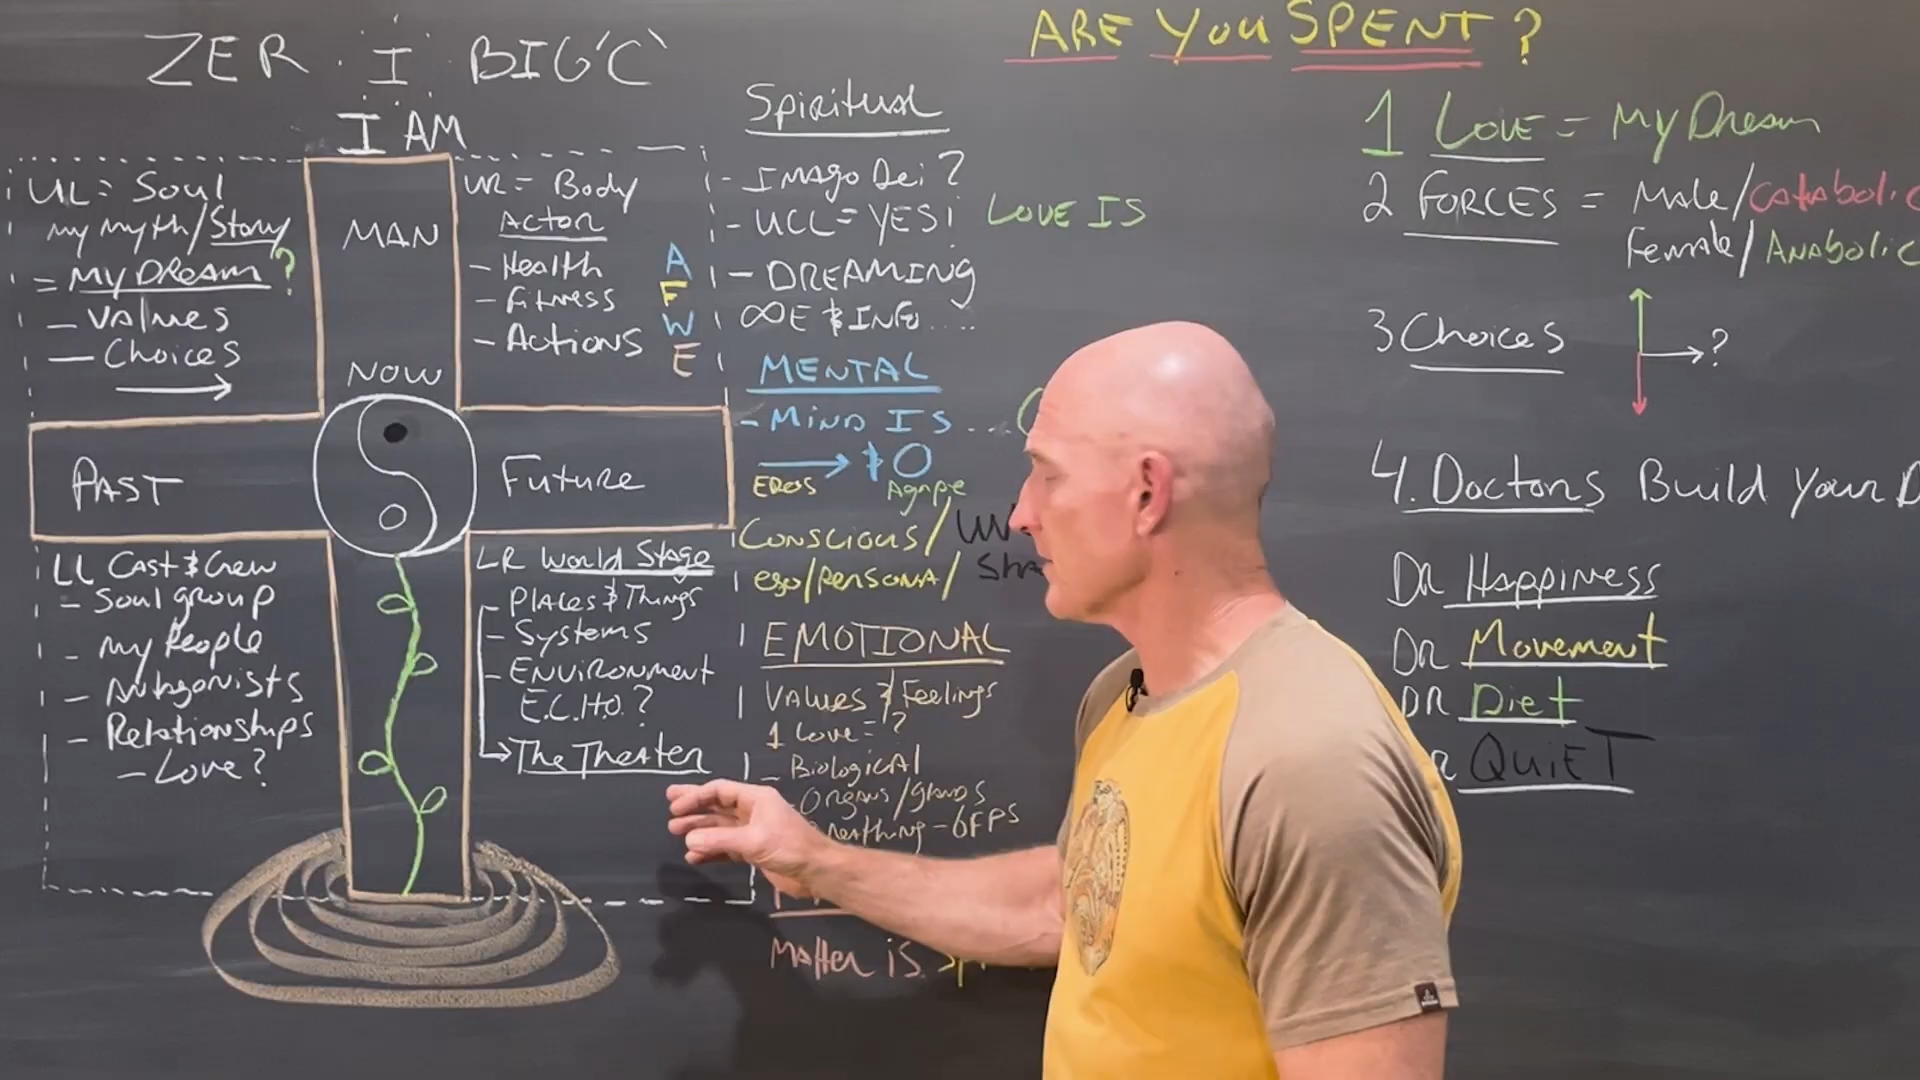 ZER . I . BIG 'C'
I AM
UL = Soul
my myth/Story
= My Dream?
- Values
- Choices
MAN
NOW
UR = Body
Actor
- Health
- Fitness
- Actions
A
F
W
E
PAST
Future
LL Cast & Crew
- Soul group
- My People
- Antagonists
- Relationships
- Love?
LR World Stage
- Places & Things
- Systems
- Environment
E.C.H.O.?
The Theater
Spiritual
- Imago Dei?
- UCL = YES!
LOVE IS
- DREAMING
∞E & INFO....
MENTAL
- Mind Is...
→ & O
EROS Agape
Conscious/
ego/persona/
EMOTIONAL
Values & Feelings
1 Love = ?
- Biological
- Organs/glands
- 6FPS
Matter is
ARE YOU SPENT?
1 Love = My Dream
2 FORCES = Male/Catabolic
Female/Anabolic
3 Choices
?
4. Doctors Build Your
DR Happiness
DR Movement
DR Diet
QUIET